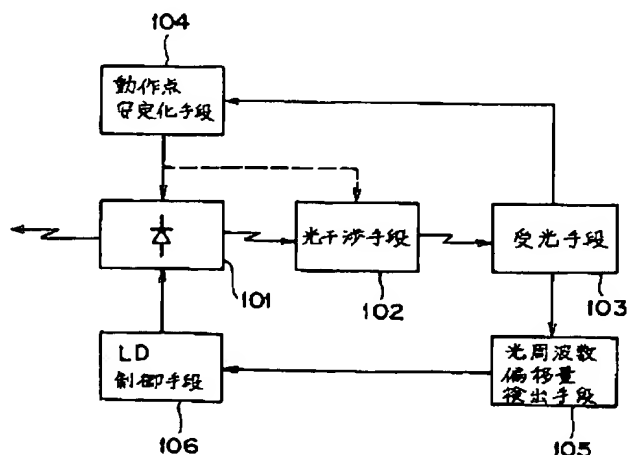 104
動作点
安定化手段
101
光干渉手段
102
受光手段
103
LD
制御手段
106
光周波数
偏移量
検出手段
105